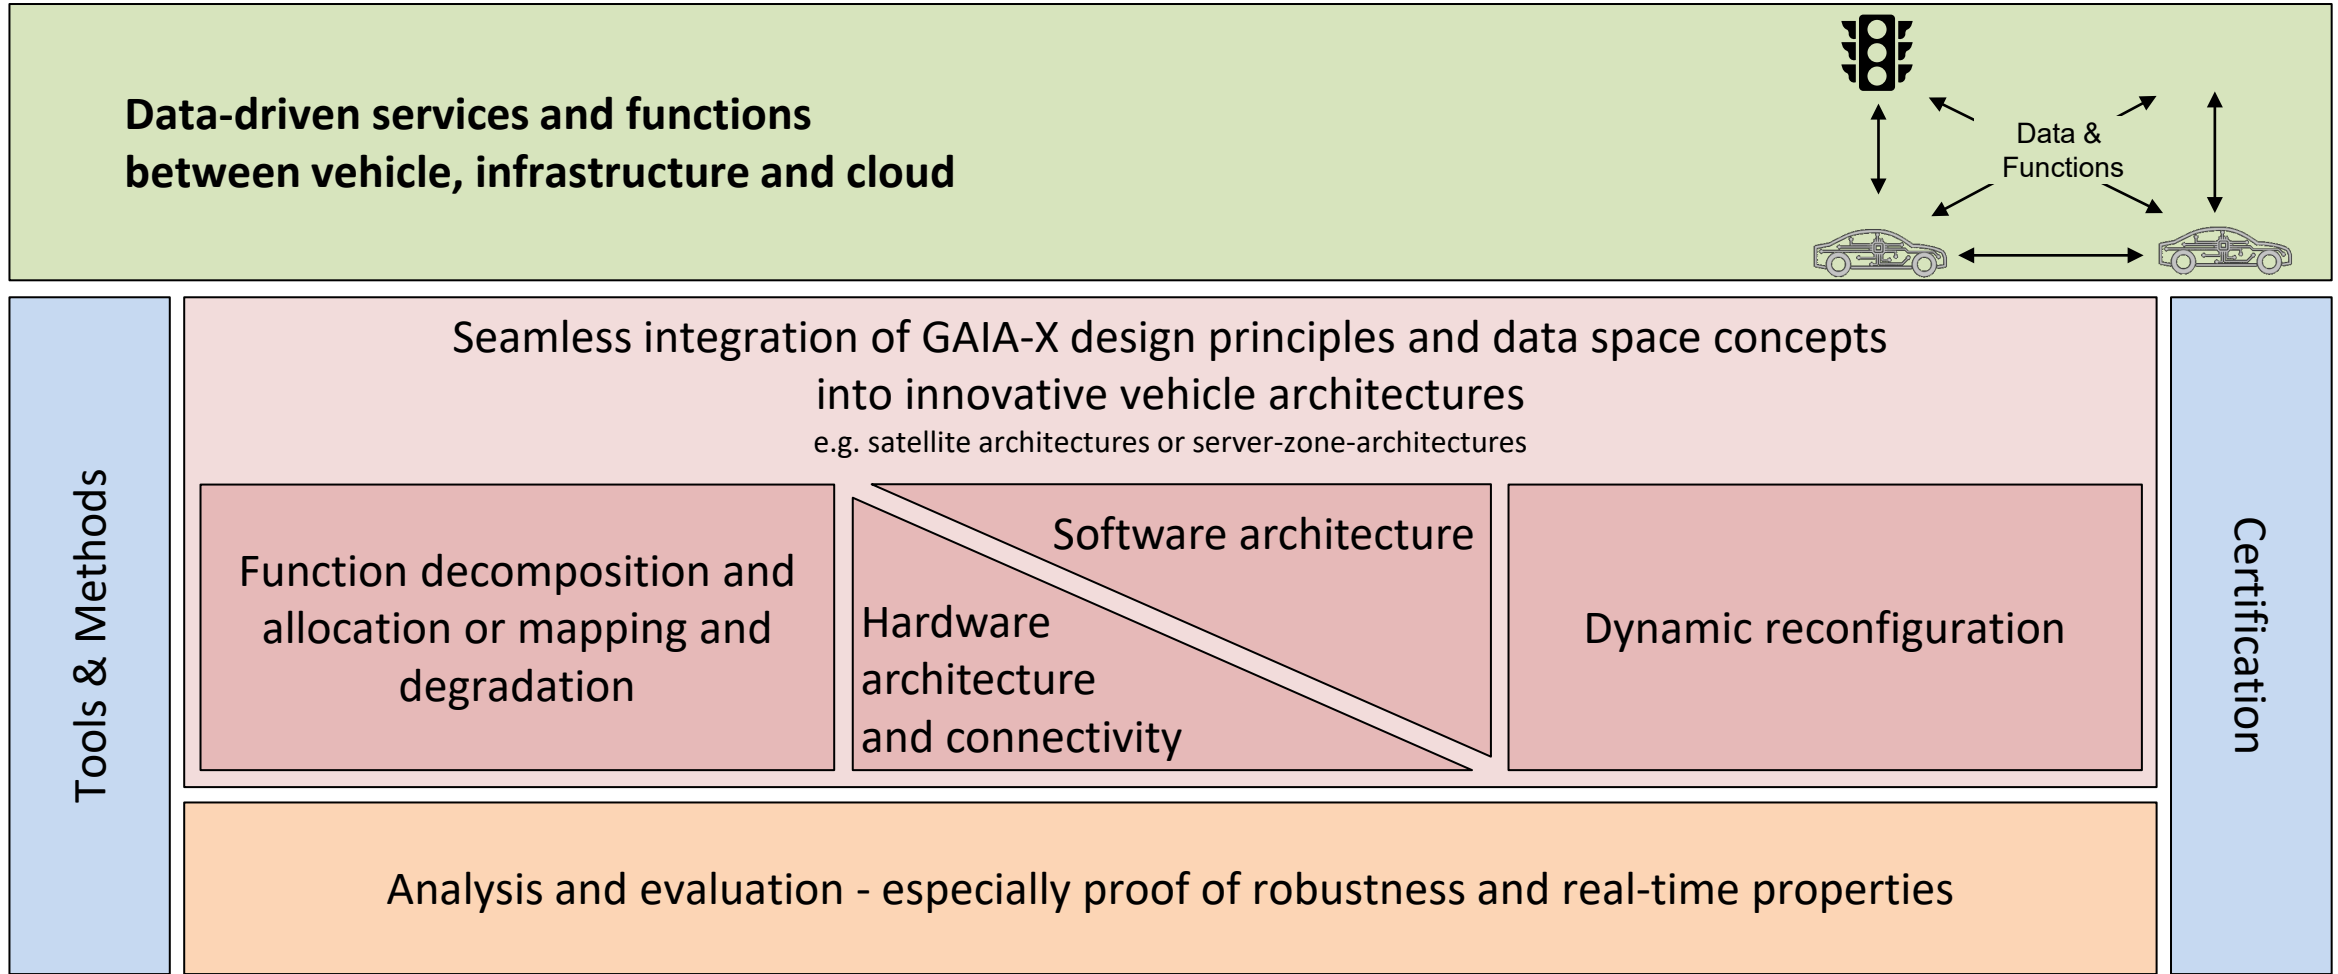 Data-driven services and functions
between vehicle, infrastructure and cloud
Data &
Functions
Tools & Methods
Seamless integration of GAIA-X design principles and data space concepts
into innovative vehicle architectures
e.g. satellite architectures or server-zone-architectures
Function decomposition and
allocation or mapping and
degradation
Software architecture
Hardware
architecture
and connectivity
Dynamic reconfiguration
Certification
Analysis and evaluation - especially proof of robustness and real-time properties